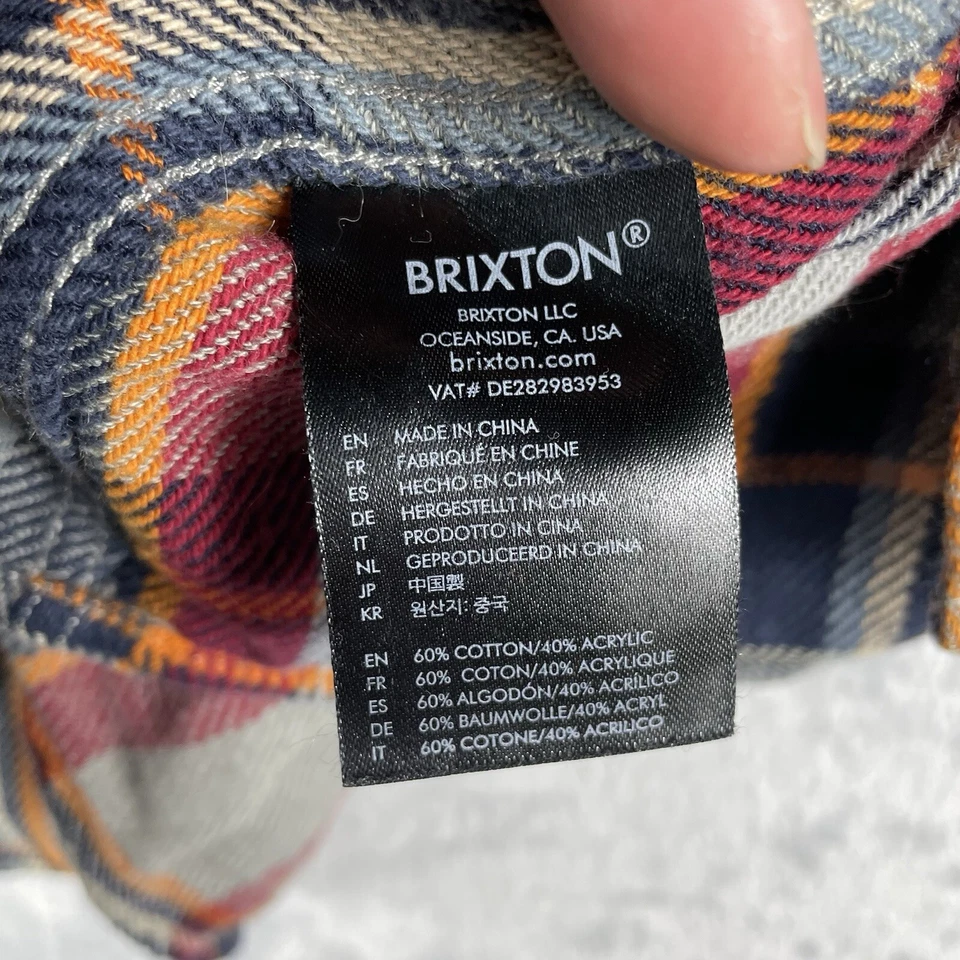 BRIXTON®
BRIXTON LLC
OCEANSIDE, CA. USA
brixton.com
VAT# DE282983953
EN MADE IN CHINA
FR FABRIQUÉ EN CHINE
ES HECHO EN CHINA
DE HERGESTELLT IN CHINA
IT PRODOTTO IN CINA
NL GEPRODUCEERD IN CHINA
JP 中国製
KR 원산지: 중국
EN 60% COTTON/40% ACRYLIC
FR 60% COTON/40% ACRYLIQUE
ES 60% ALGODÓN/40% ACRÍLICO
DE 60% BAUMWOLLE/40% ACRYL
IT 60% COTONE/40% ACRILICO